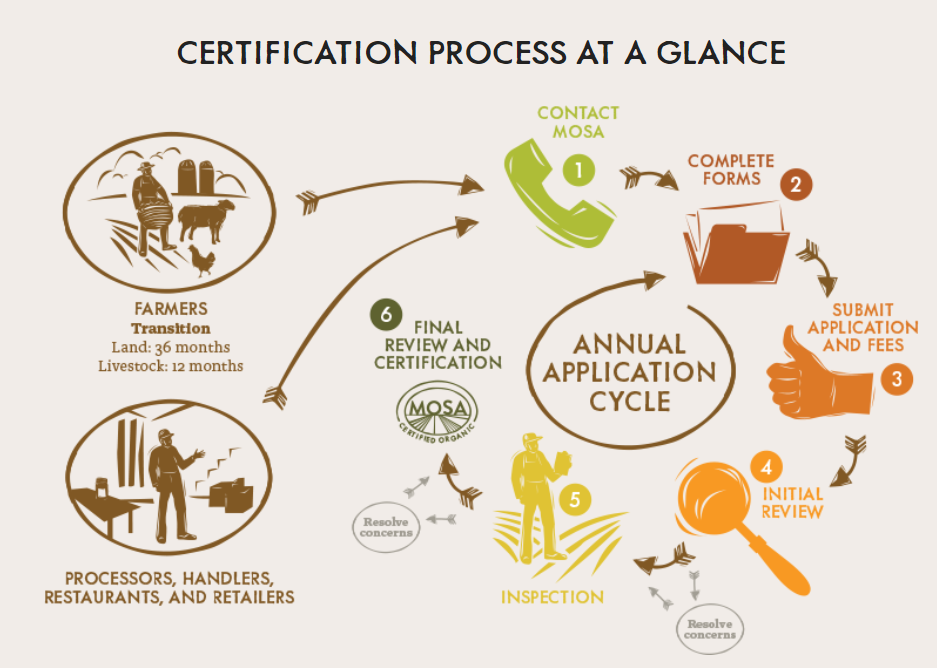 CERTIFICATION PROCESS AT A GLANCE
FARMERS
Transition
Land: 36 months
Livestock: 12 months
PROCESSORS, HANDLERS,
RESTAURANTS, AND RETAILERS
CONTACT
MOSA
1
COMPLETE
FORMS
2
SUBMIT
APPLICATION
AND FEES
3
4
INITIAL
REVIEW
Resolve
concerns
5
INSPECTION
Resolve
concerns
6
FINAL
REVIEW AND
CERTIFICATION
MOSA
CERTIFIED ORGANIC
ANNUAL
APPLICATION
CYCLE